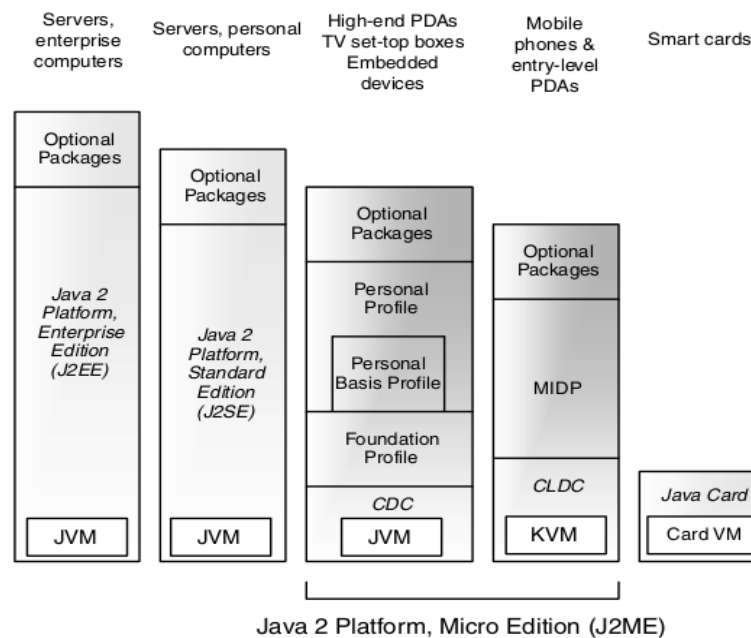 Servers,
enterprise
computers
Servers, personal
computers
High-end PDAs
TV set-top boxes
Embedded
devices
Mobile
phones &
entry-level
PDAs
Smart cards
Optional
Packages
Java 2
Platform,
Enterprise
Edition
(J2EE)
JVM
Optional
Packages
Java 2
Platform,
Standard
Edition
(J2SE)
JVM
Optional
Packages
Personal
Profile
Personal
Basis Profile
Foundation
Profile
CDC
JVM
Optional
Packages
MIDP
CLDC
KVM
Java Card
Card VM
Java 2 Platform, Micro Edition (J2ME)